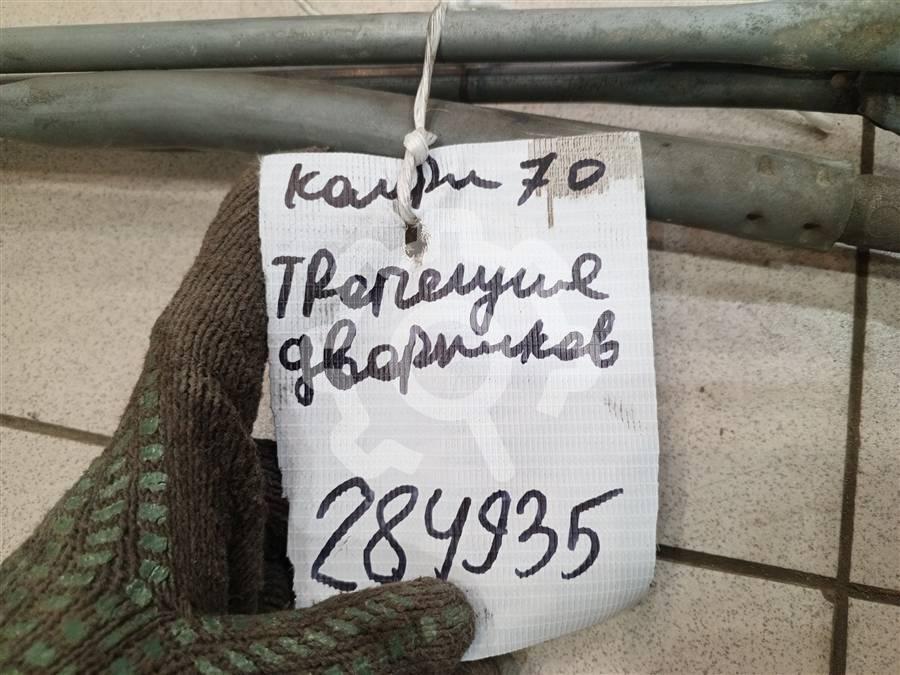 Камри 70
Трапеция
дворников
284935